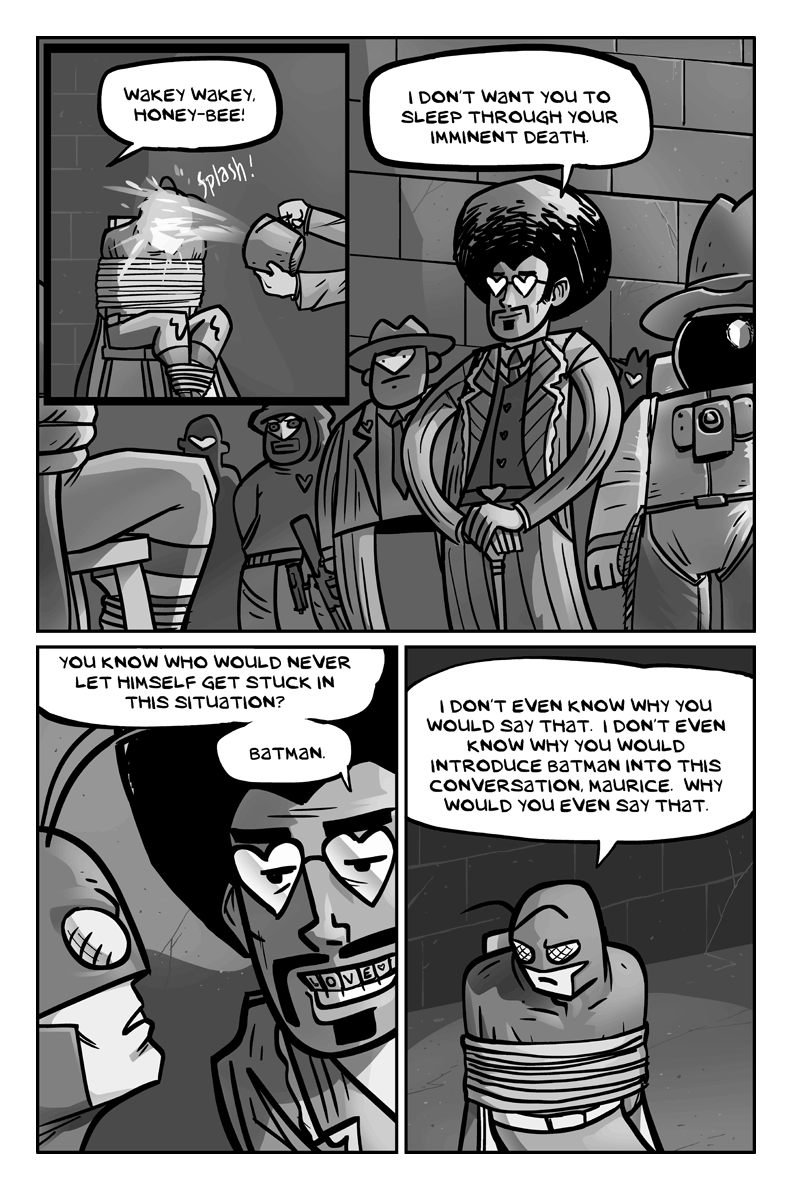 WAKEY WAKEY,
HONEY-BEE!
Splash!
I DON'T WANT YOU TO
SLEEP THROUGH YOUR
IMMINENT DEATH.
YOU KNOW WHO WOULD NEVER
LET HIMSELF GET STUCK IN
THIS SITUATION?
BATMAN.
LOVE
I DON'T EVEN KNOW WHY YOU
WOULD SAY THAT. I DON'T EVEN
KNOW WHY YOU WOULD
INTRODUCE BATMAN INTO THIS
CONVERSATION, MAURICE. WHY
WOULD YOU EVEN SAY THAT.